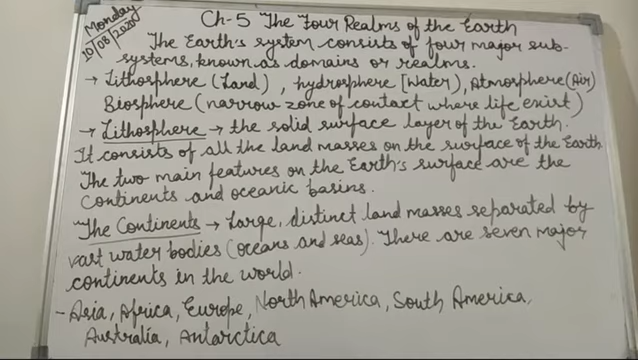 Monday
10/08/2020
Ch-5 The Four Realms of the Earth
The Earth's system consists of four major sub-
systems, known as domains or realms.
→ Lithosphere (Land), hydrosphere [Water), Atmosphere (Air)
Biosphere (narrow zone of contact where life exist)
→ Lithosphere → the solid surface layer of the Earth.
It consists of all the land masses on the surface of the Earth.
The two main features on the Earth's surface are the
continents and oceanic basins.
The Continents → Large, distinct land masses separated by
vast water bodies (oceans and seas). There are seven major
continents in the world.
- Asia, Africa, Europe, North America, South America,
Australia, Antarctica